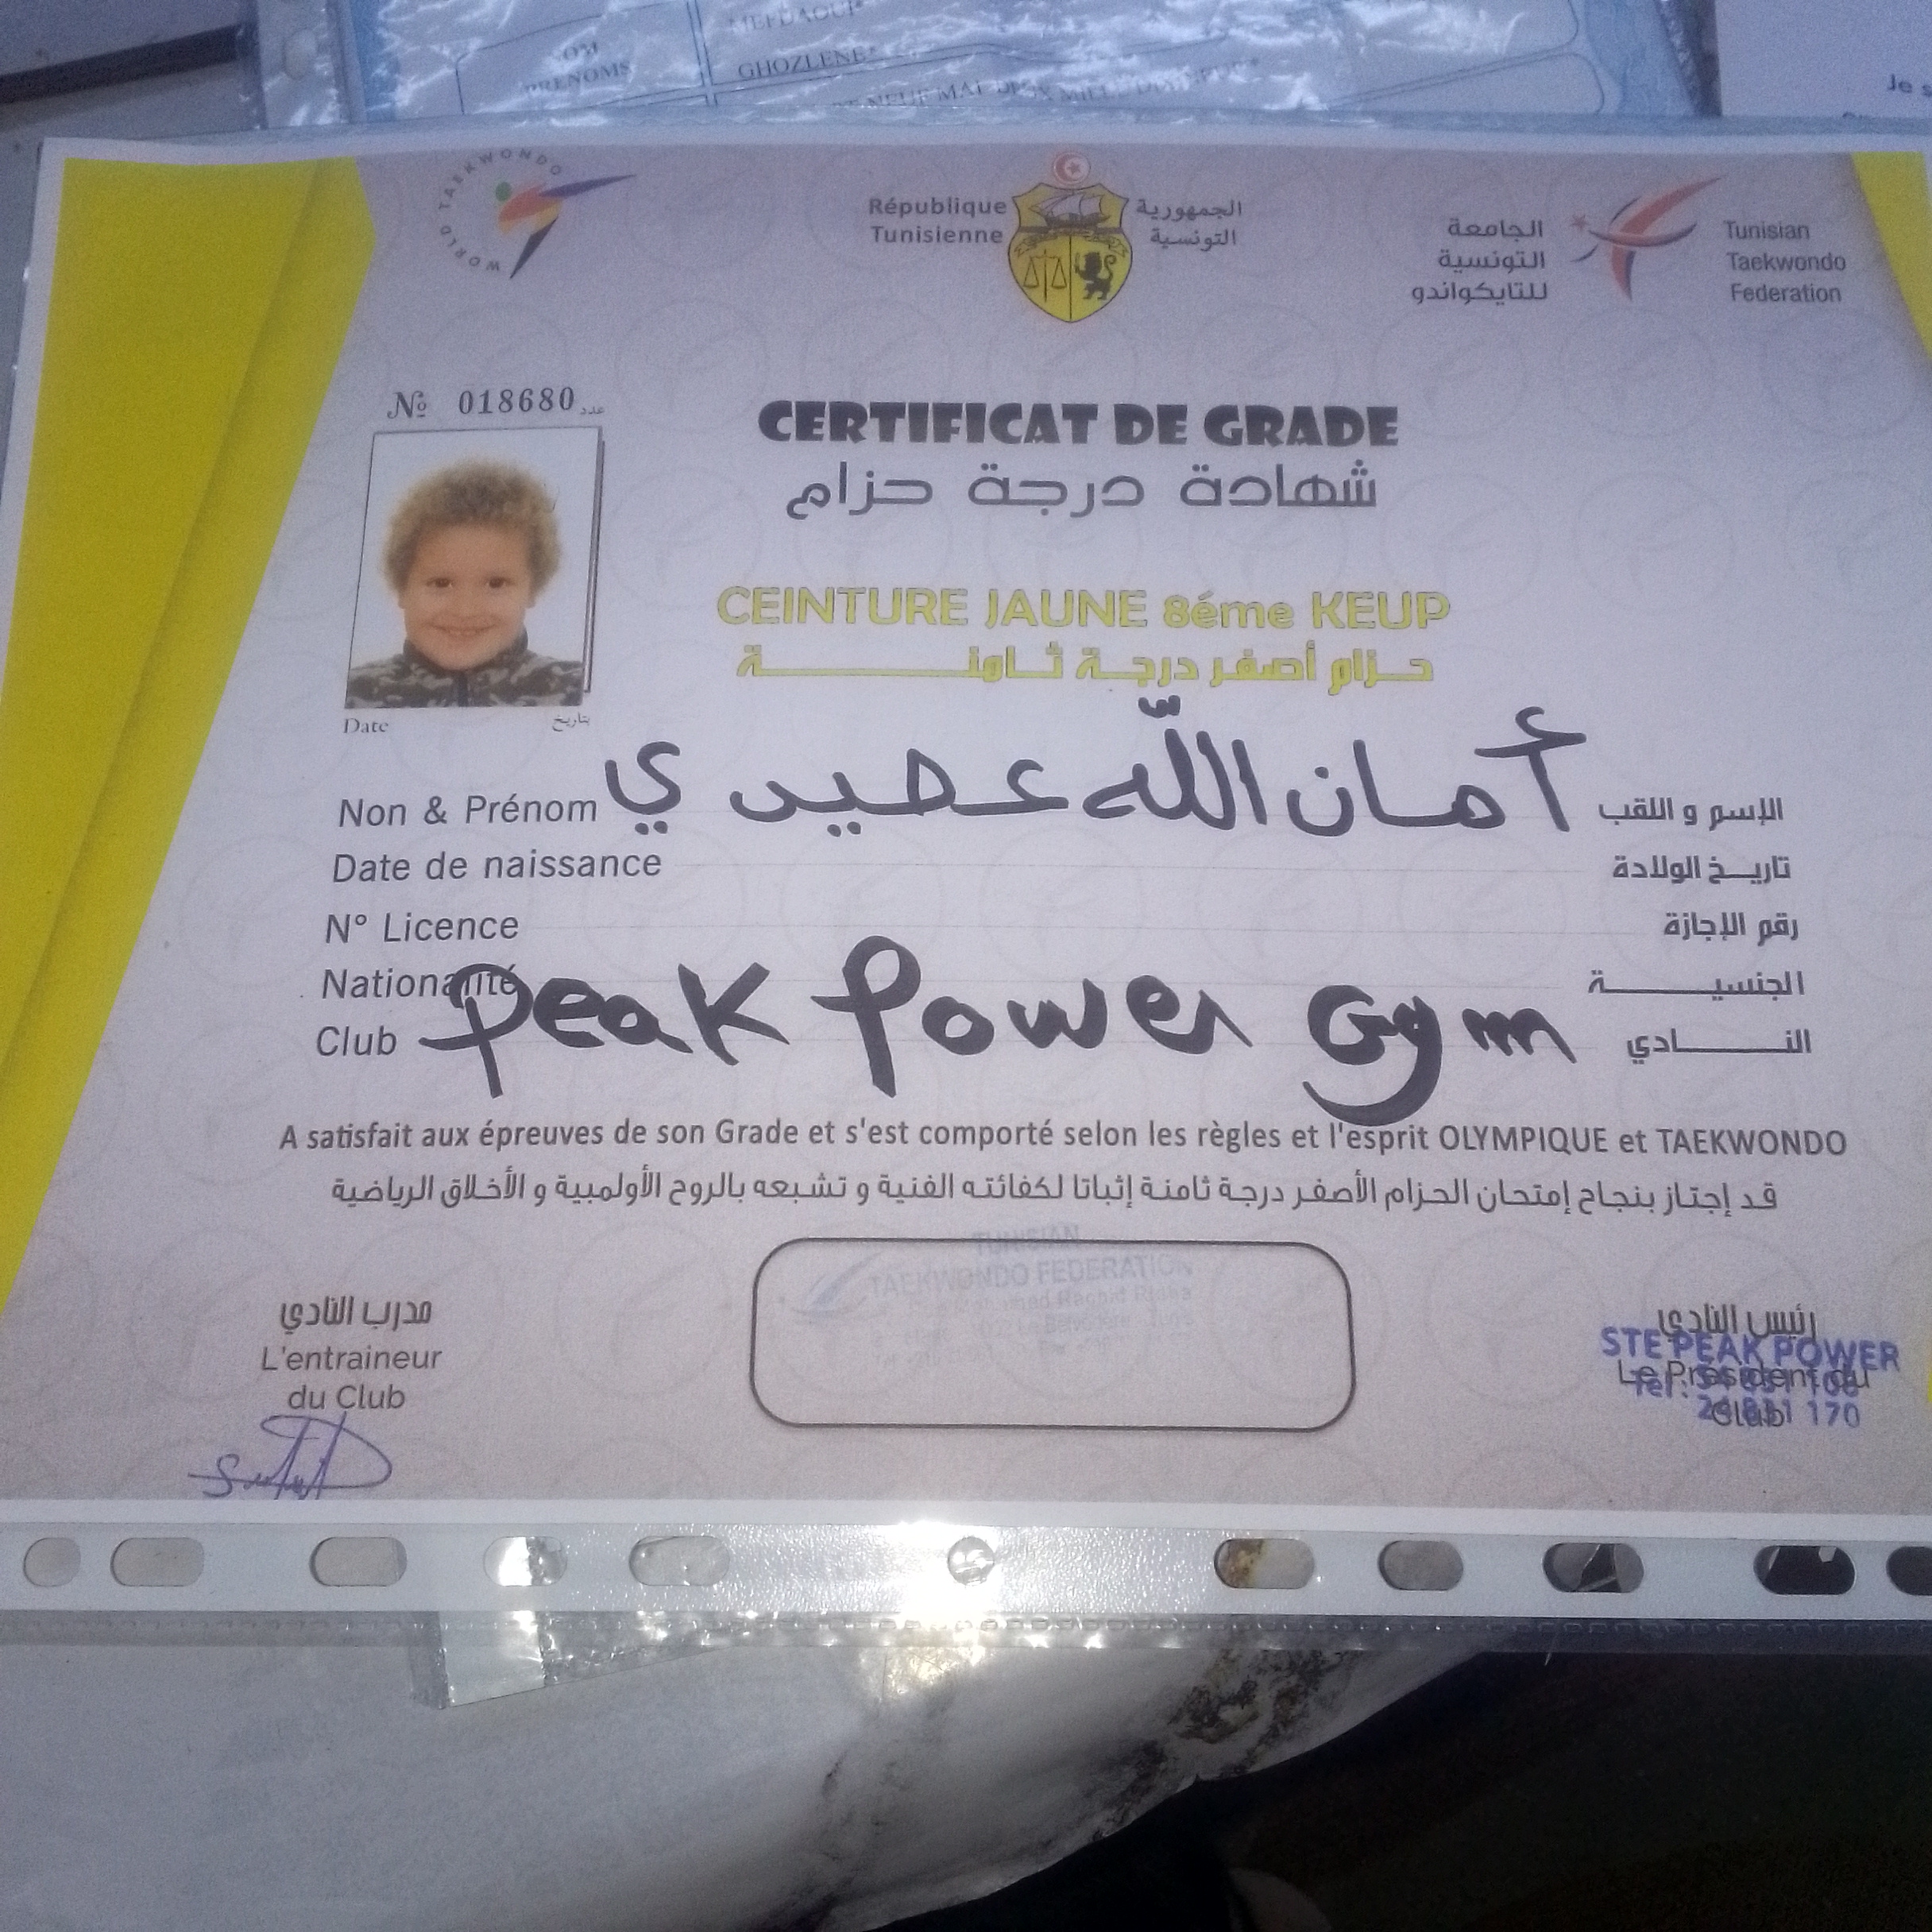 GHOZLENE*
PRENOMS
Je s
WORLD TAEKWONDO
République
Tunisienne
الجمهورية
التونسية
الجامعة
التونسية
للتايكواندو
Tunisian
Taekwondo
Federation
№ 018680 عدد
CERTIFICAT DE GRADE
شهادة درجة حزام
CEINTURE JAUNE 8éme KEUP
حزام أصفر درجة ثامنة
Date بتاريخ
Non & Prénom أمان الله الإسم و اللقب
Date de naissance تاريخ الولادة
N° Licence رقم الإجازة
Nationalité الجنسية
Club Peak Power Gym النادي
A satisfait aux épreuves de son Grade et s'est comporté selon les règles et l'esprit OLYMPIQUE et TAEKWONDO
قد إجتاز بنجاح إمتحان الحزام الأصفر درجة ثامنة إثباتا لكفائته الفنية و تشبعه بالروح الأولمبية و الأخلاق الرياضية
TUNISIAN
TAEKWONDO FEDERATION
مدرب النادي
L'entraineur
du Club
رئيس النادي
STE PEAK POWER
Le Président du
Club